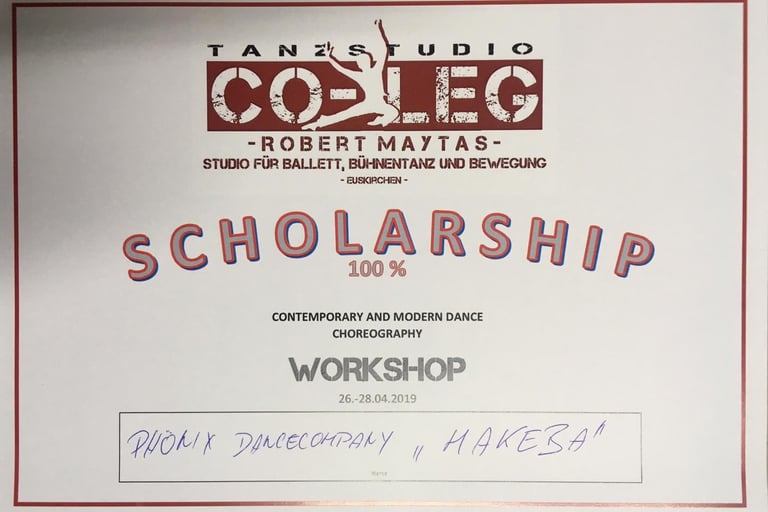 TANZSTUDIO
CO-LEG
-ROBERT MAYTAS-
STUDIO FÜR BALLETT, BÜHNENTANZ UND BEWEGUNG
- EUSKIRCHEN -
SCHOLARSHIP
100 %
CONTEMPORARY AND MODERN DANCE
CHOREOGRAPHY
WORKSHOP
26.-28.04.2019
PHÖNIX DANCECOMPANY „MAKEBA"
Name